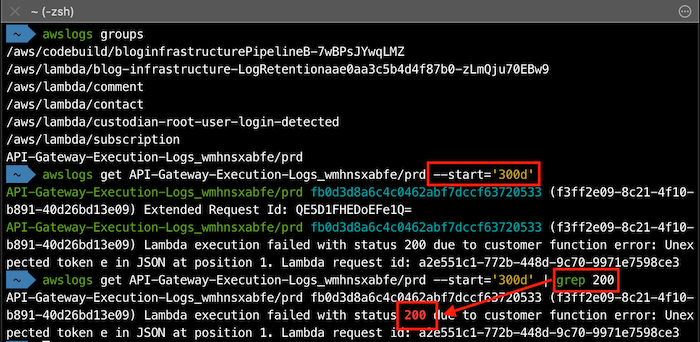 ~ (-zsh)
~ awslogs groups
/aws/codebuild/bloginfrastructurePipelineB-7wBPsJYwqLMZ
/aws/lambda/blog-infrastructure-LogRetentionaae0aa3c5b4d4f87b0-zLmQju70EBw9
/aws/lambda/comment
/aws/lambda/contact
/aws/lambda/custodian-root-user-login-detected
/aws/lambda/subscription
API-Gateway-Execution-Logs_wmhnsxabfe/prd
~ awslogs get API-Gateway-Execution-Logs_wmhnsxabfe/prd --start='300d'
API-Gateway-Execution-Logs_wmhnsxabfe/prd fb0d3d8a6c4c0462abf7dccf63720533 (f3ff2e09-8c21-4f10-
b891-40d26bd13e09) Extended Request Id: QE5D1FHEDoEFe1Q=
API-Gateway-Execution-Logs_wmhnsxabfe/prd fb0d3d8a6c4c0462abf7dccf63720533 (f3ff2e09-8c21-4f10-
b891-40d26bd13e09) Lambda execution failed with status 200 due to customer function error: Unex
pected token e in JSON at position 1. Lambda request id: a2e551c1-772b-448d-9c70-9971e7598ce3
~ awslogs get API-Gateway-Execution-Logs_wmhnsxabfe/prd --start='300d' | grep 200
API-Gateway-Execution-Logs_wmhnsxabfe/prd fb0d3d8a6c4c0462abf7dccf63720533 (f3ff2e09-8c21-4f10-
b891-40d26bd13e09) Lambda execution failed with status 200 due to customer function error: Unex
pected token e in JSON at position 1. Lambda request id: a2e551c1-772b-448d-9c70-9971e7598ce3